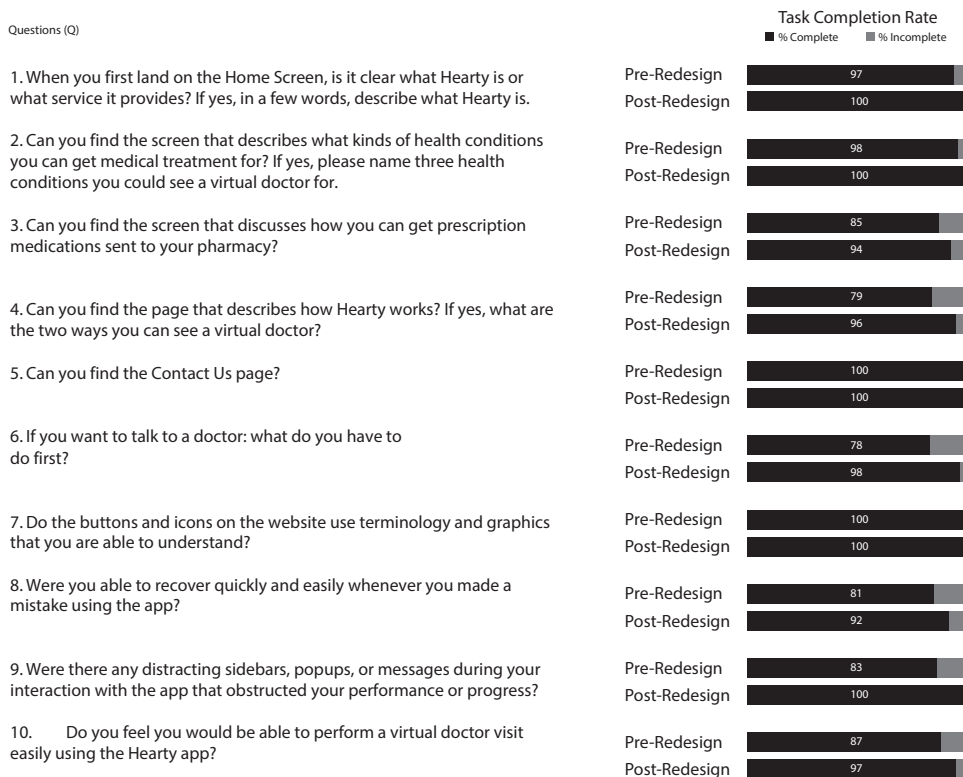 Questions (Q)
Task Completion Rate
% Complete % Incomplete
1. When you first land on the Home Screen, is it clear what Hearty is or
what service it provides? If yes, in a few words, describe what Hearty is.
Pre-Redesign 97
Post-Redesign 100
2. Can you find the screen that describes what kinds of health conditions
you can get medical treatment for? If yes, please name three health
conditions you could see a virtual doctor for.
Pre-Redesign 98
Post-Redesign 100
3. Can you find the screen that discusses how you can get prescription
medications sent to your pharmacy?
Pre-Redesign 85
Post-Redesign 94
4. Can you find the page that describes how Hearty works? If yes, what are
the two ways you can see a virtual doctor?
Pre-Redesign 79
Post-Redesign 96
5. Can you find the Contact Us page?
Pre-Redesign 100
Post-Redesign 100
6. If you want to talk to a doctor: what do you have to
do first?
Pre-Redesign 78
Post-Redesign 98
7. Do the buttons and icons on the website use terminology and graphics
that you are able to understand?
Pre-Redesign 100
Post-Redesign 100
8. Were you able to recover quickly and easily whenever you made a
mistake using the app?
Pre-Redesign 81
Post-Redesign 92
9. Were there any distracting sidebars, popups, or messages during your
interaction with the app that obstructed your performance or progress?
Pre-Redesign 83
Post-Redesign 100
10. Do you feel you would be able to perform a virtual doctor visit
easily using the Hearty app?
Pre-Redesign 87
Post-Redesign 97